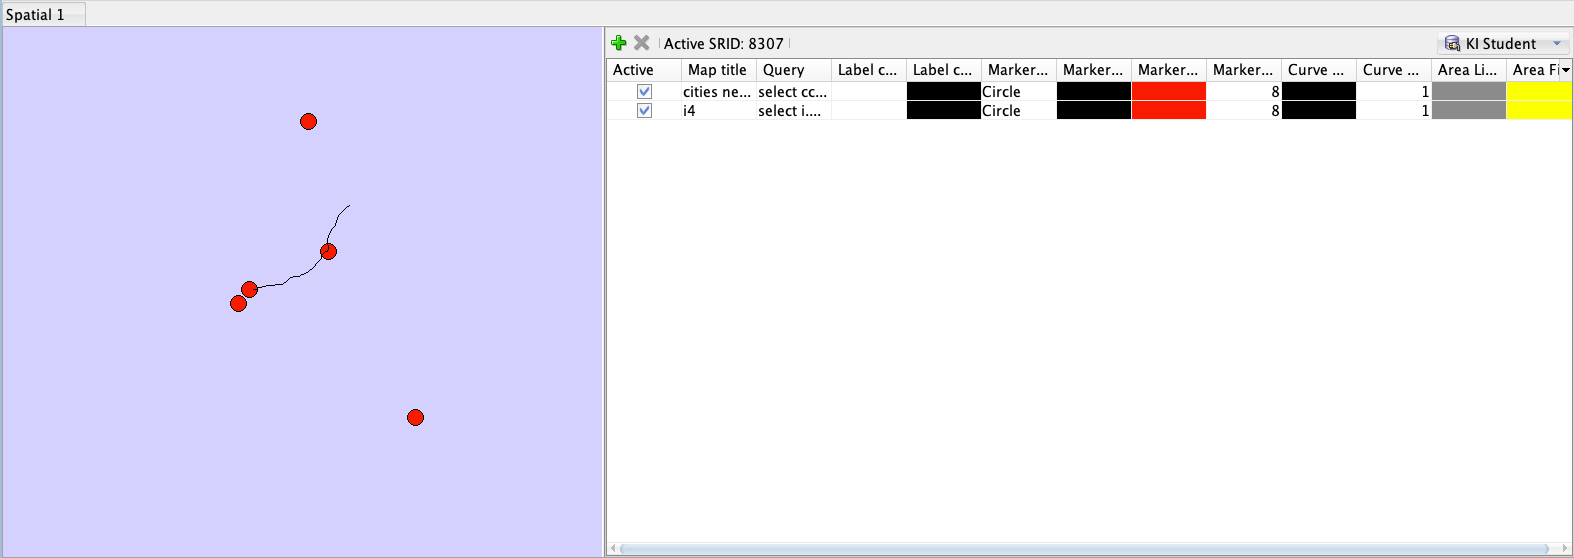 Spatial 1
Active SRID: 8307
KI Student
Active Map title Query Label c... Label c... Marker... Marker... Marker... Marker... Curve ... Curve ... Area Li... Area Fi
cities ne... select cc... Circle 8 1
i4 select i.... Circle 8 1